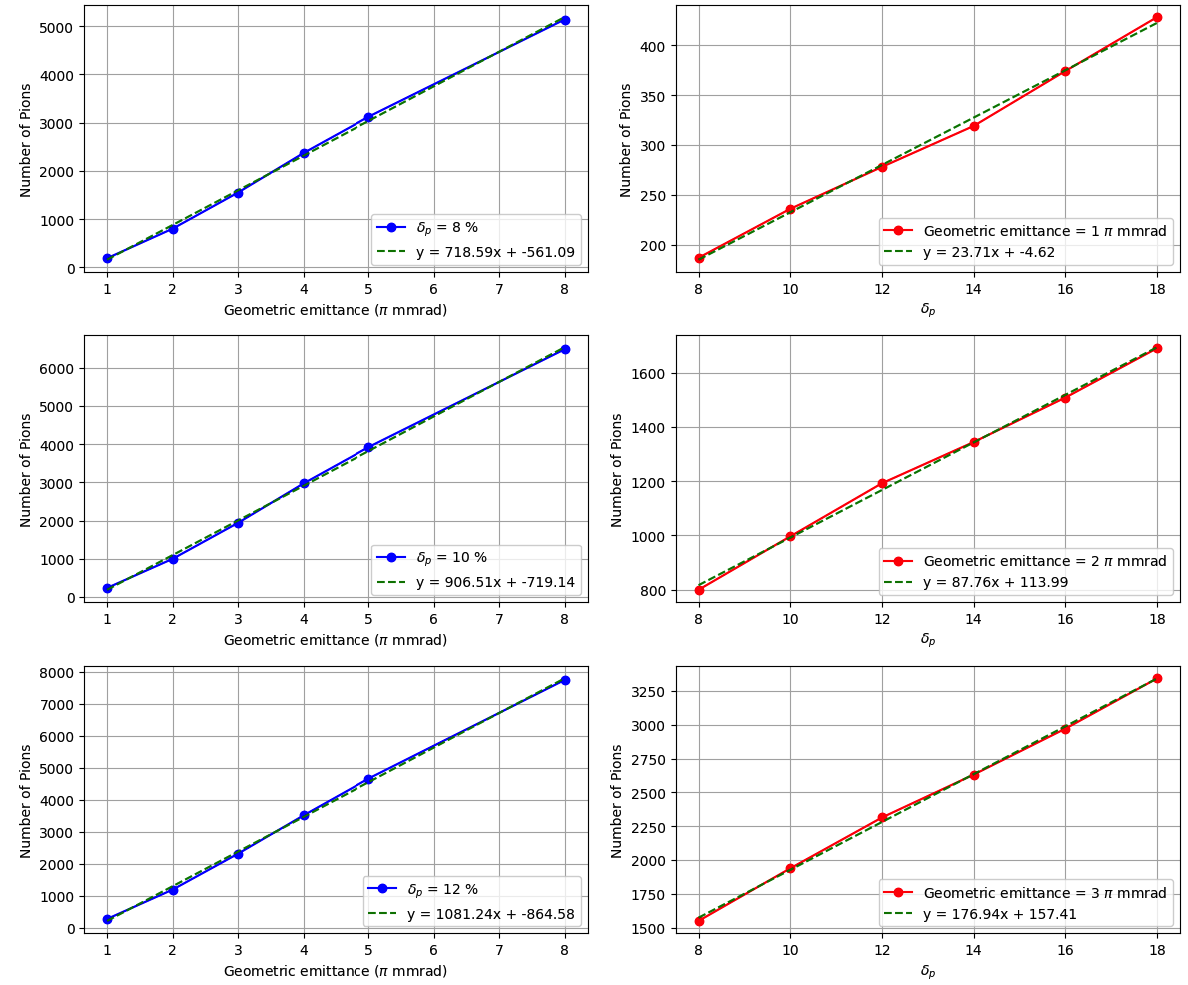 Number of Pions
5000
4000
3000
2000
1000
0
δp = 8 %
y = 718.59x + -561.09
1 2 3 4 5 6 7 8
Geometric emittance (π mmrad)
Number of Pions
400
350
300
250
200
Geometric emittance = 1 π mmrad
y = 23.71x + -4.62
8 10 12 14 16 18
δp
Number of Pions
6000
5000
4000
3000
2000
1000
0
δp = 10 %
y = 906.51x + -719.14
1 2 3 4 5 6 7 8
Geometric emittance (π mmrad)
Number of Pions
1600
1400
1200
1000
800
Geometric emittance = 2 π mmrad
y = 87.76x + 113.99
8 10 12 14 16 18
δp
Number of Pions
8000
7000
6000
5000
4000
3000
2000
1000
0
δp = 12 %
y = 1081.24x + -864.58
1 2 3 4 5 6 7 8
Geometric emittance (π mmrad)
Number of Pions
3250
3000
2750
2500
2250
2000
1750
1500
Geometric emittance = 3 π mmrad
y = 176.94x + 157.41
8 10 12 14 16 18
δp